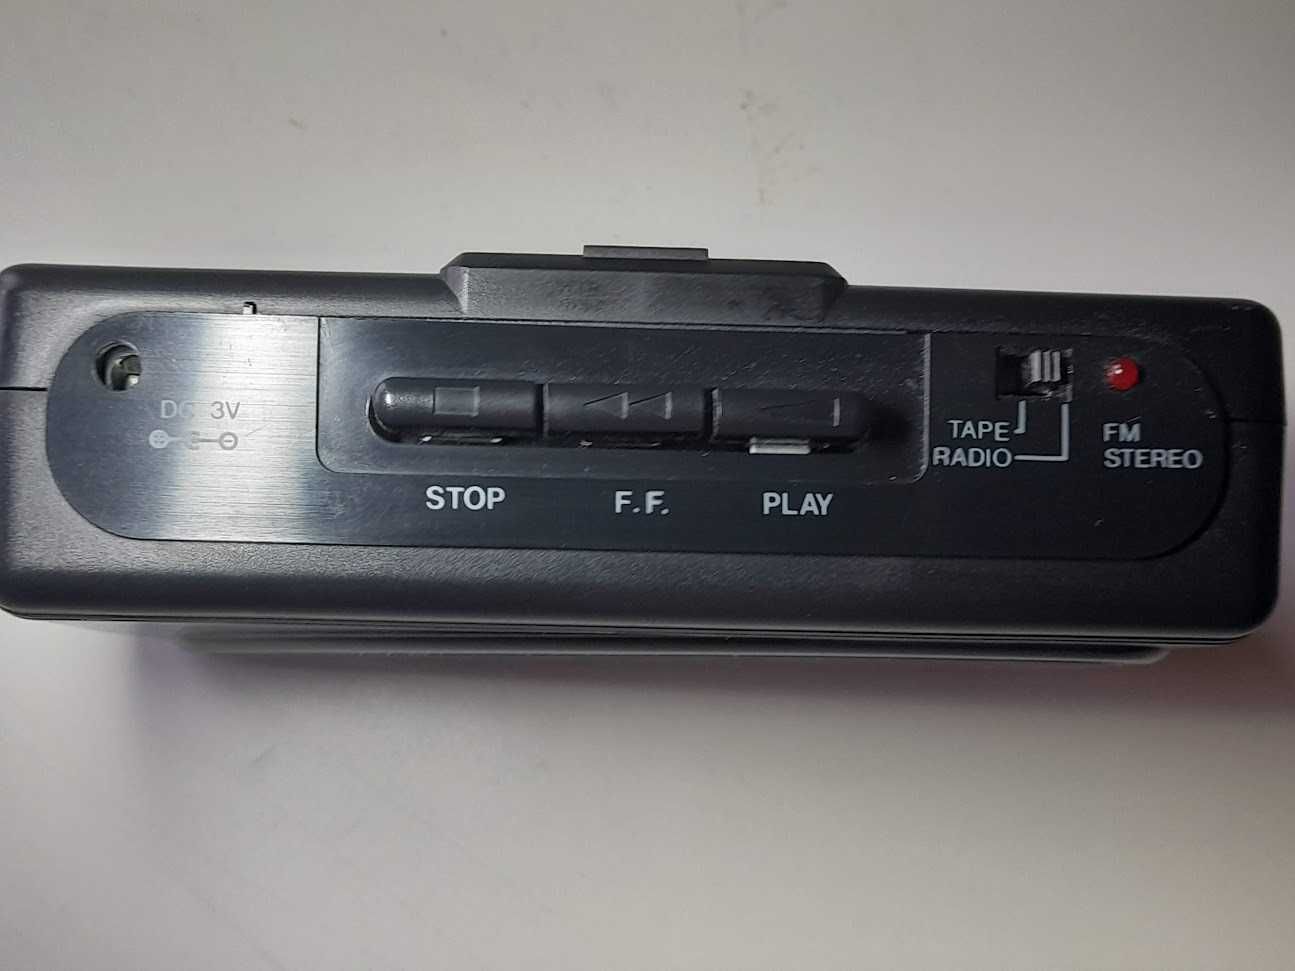 DC 3V
STOP
F.F.
PLAY
TAPE
RADIO
FM
STEREO